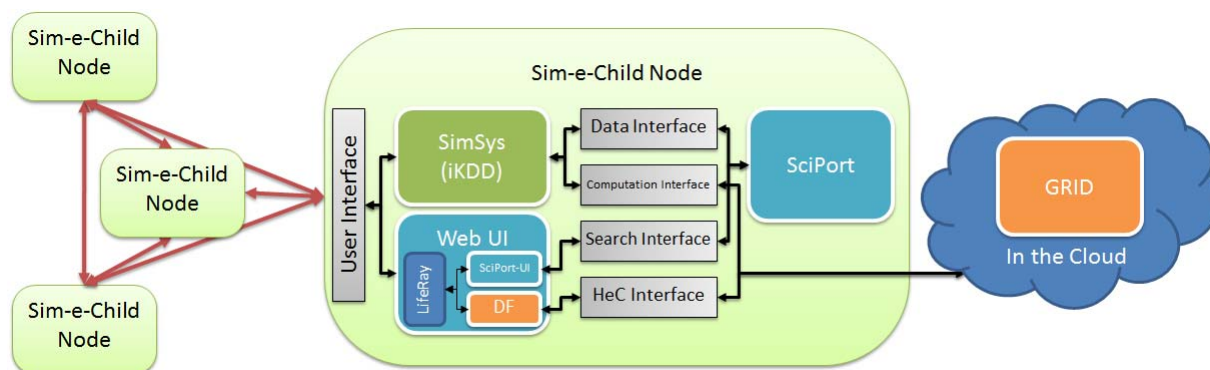 Sim-e-Child
Node
Sim-e-Child
Node
Sim-e-Child
Node
Sim-e-Child Node
User Interface
SimSys
(iKDD)
Web UI
LifeRay
SciPort-UI
DF
Data Interface
Computation Interface
Search Interface
HeC Interface
SciPort
GRID
In the Cloud